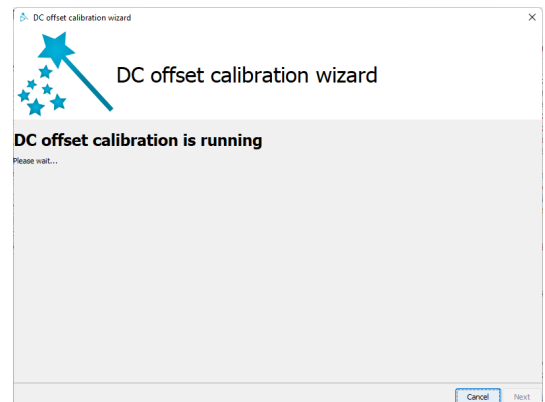 DC offset calibration wizard
DC offset calibration wizard
DC offset calibration is running
Please wait...
Cancel Next